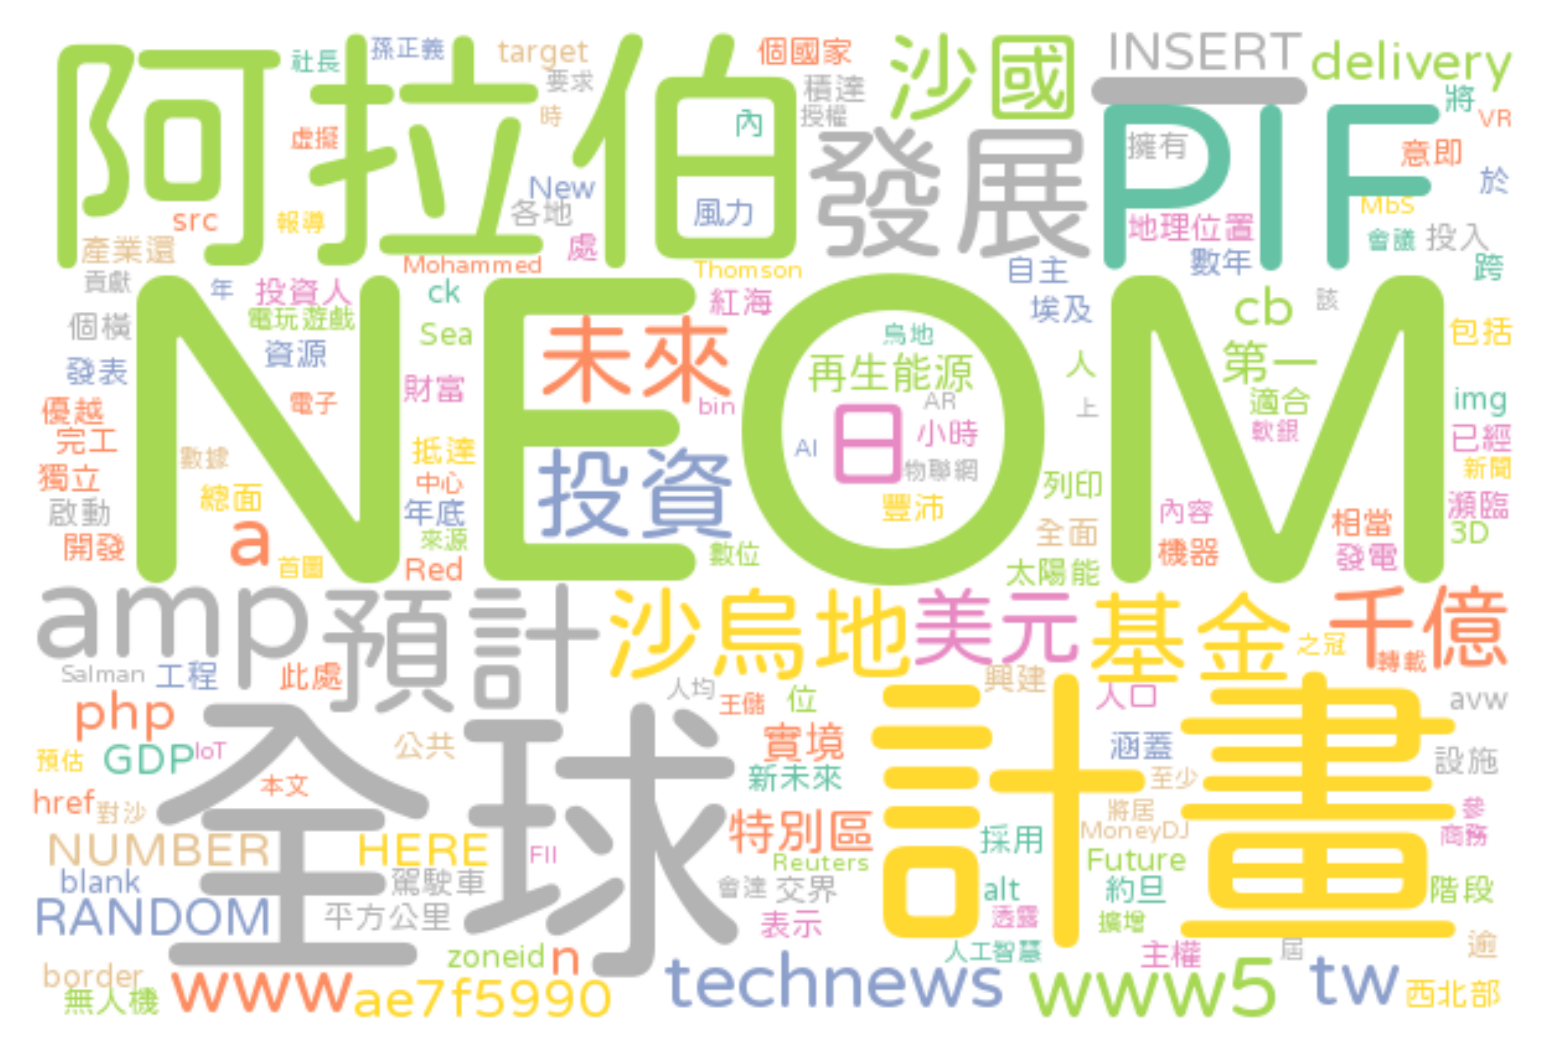 阿拉伯
社長
孫正義
target
個國家
沙國
INSERT
delivery
要求
積達
將
時
授權
內
VR
虛擬
發展
PIF
擁有
意即
New
各地
風力
於
src
報導
MbS
產業還
處
地理位置
會議
投入
Mohammed
Thomson
自主
數年
跨
貢獻
年
投資人
ck
紅海
埃及
cb
該
NEOM
個橫
電玩遊戲
Sea
未來
烏地
包括
發表
資源
再生能源
人
第一
財富
電子
bin
AR
上
適合
img
優越
日
小時
軟銀
已經
完工
抵達
AI
數據
中心
物聯網
新聞
獨立
投資
列印
總面
年底
豐沛
內容
相當
瀕臨
啟動
a
來源
全面
3D
開發
首圖
Red
數位
太陽能
機器
發電
amp
預計
沙烏地
美元
基金
千億
之冠
轉載
Salman
工程
此處
人均
王儲
位
興建
人口
avw
php
全球
計畫
預估
GDP
IoT
公共
實境
涵蓋
設施
本文
新未來
至少
href
對沙
將居
參
特別區
採用
MoneyDJ
商務
NUMBER
HERE
FII
Reuters
Future
blank
駕駛車
會達
交界
alt
約旦
階段
RANDOM
平方公里
表示
透露
擴增
人工智慧
主權
居
逾
zoneid
n
border
無人機
www
ae7f5990
technews
www5
tw
西北部